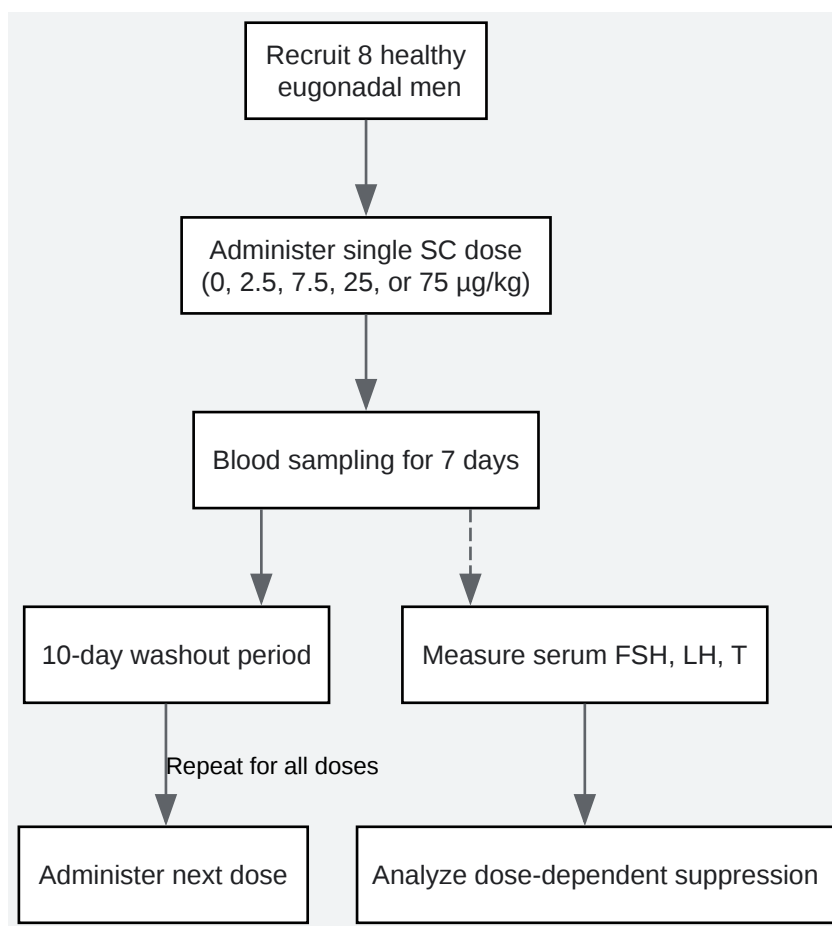 Recruit 8 healthy
eugonadal men
Administer single SC dose
(0, 2.5, 7.5, 25, or 75 µg/kg)
Blood sampling for 7 days
10-day washout period
Measure serum FSH, LH, T
Repeat for all doses
Administer next dose
Analyze dose-dependent suppression